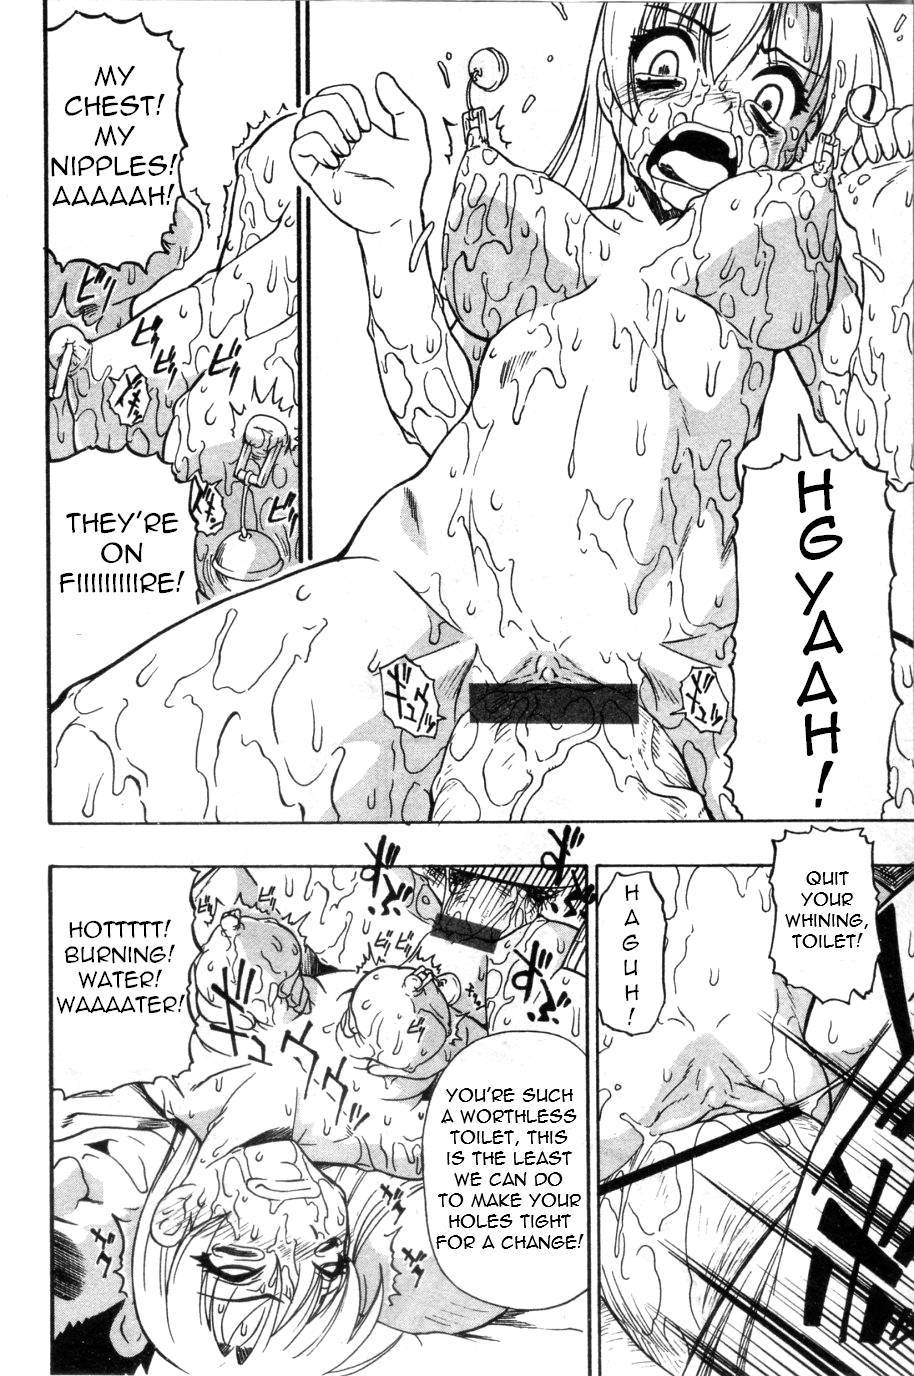 HGYAAH!
MY
CHEST!
MY
NIPPLES!
AAAAAH!
THEY'RE
ON
FIIIIIIIIIRE!
QUIT
YOUR
WHINING,
TOILET!
HAGUH!
HOTTTTT!
BURNING!
WATER!
WAAAATER!
YOU'RE SUCH
A WORTHLESS
TOILET, THIS
IS THE LEAST
WE CAN DO
TO MAKE YOUR
HOLES TIGHT
FOR A CHANGE!